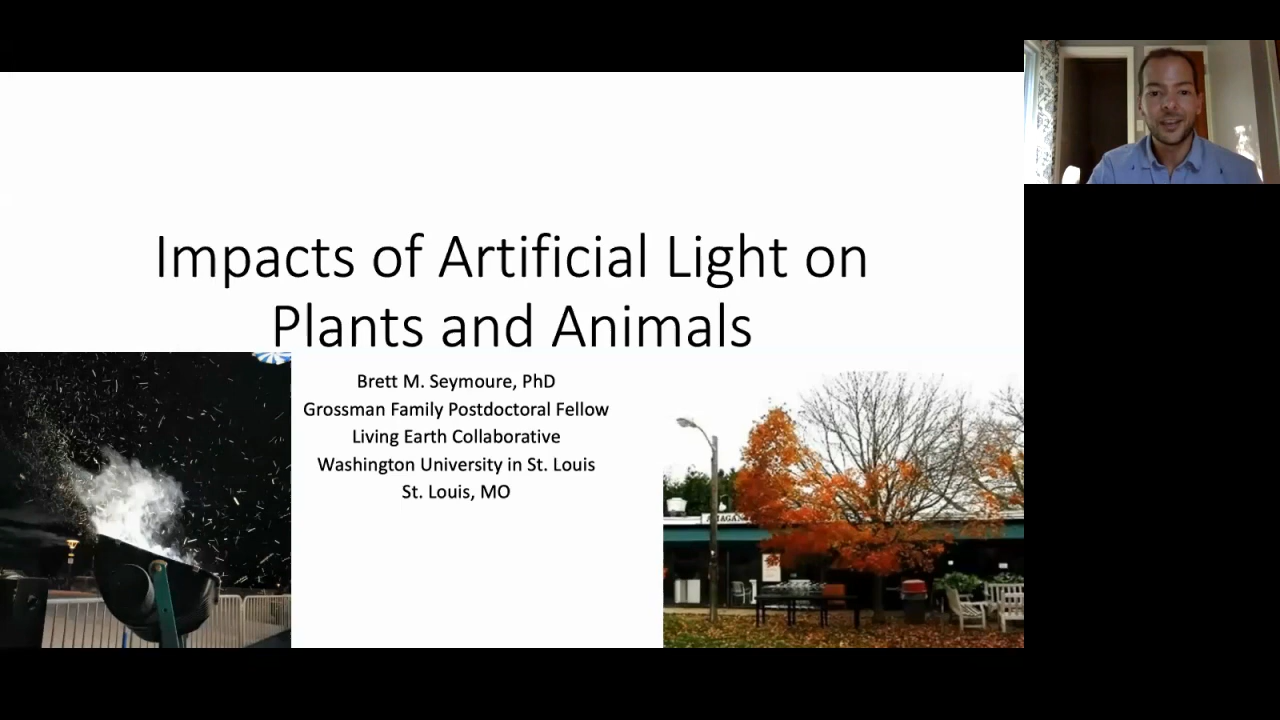 Impacts of Artificial Light on
Plants and Animals
Brett M. Seymoure, PhD
Grossman Family Postdoctoral Fellow
Living Earth Collaborative
Washington University in St. Louis
St. Louis, MO